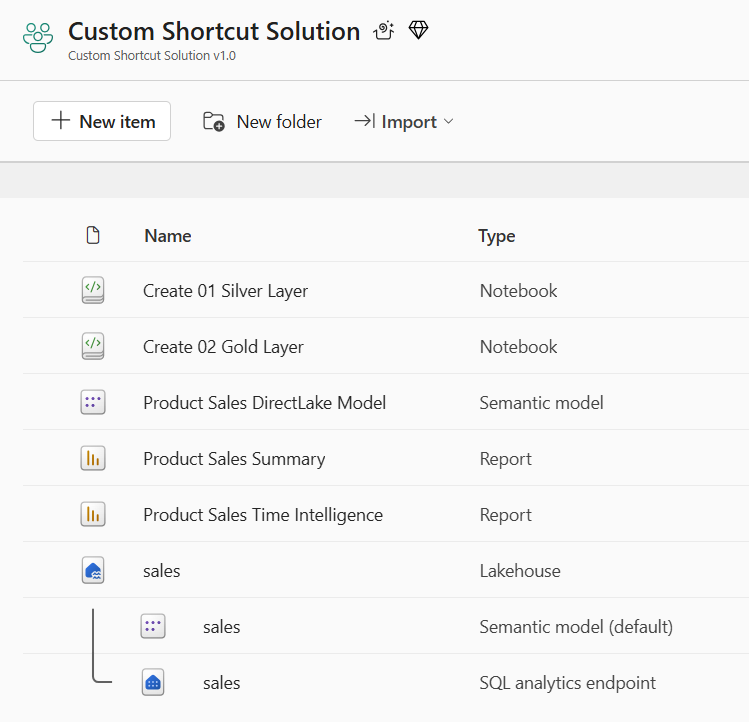 Custom Shortcut Solution
Custom Shortcut Solution v1.0
New item New folder Import
Name Type
Create 01 Silver Layer Notebook
Create 02 Gold Layer Notebook
Product Sales DirectLake Model Semantic model
Product Sales Summary Report
Product Sales Time Intelligence Report
sales Lakehouse
sales Semantic model (default)
sales SQL analytics endpoint